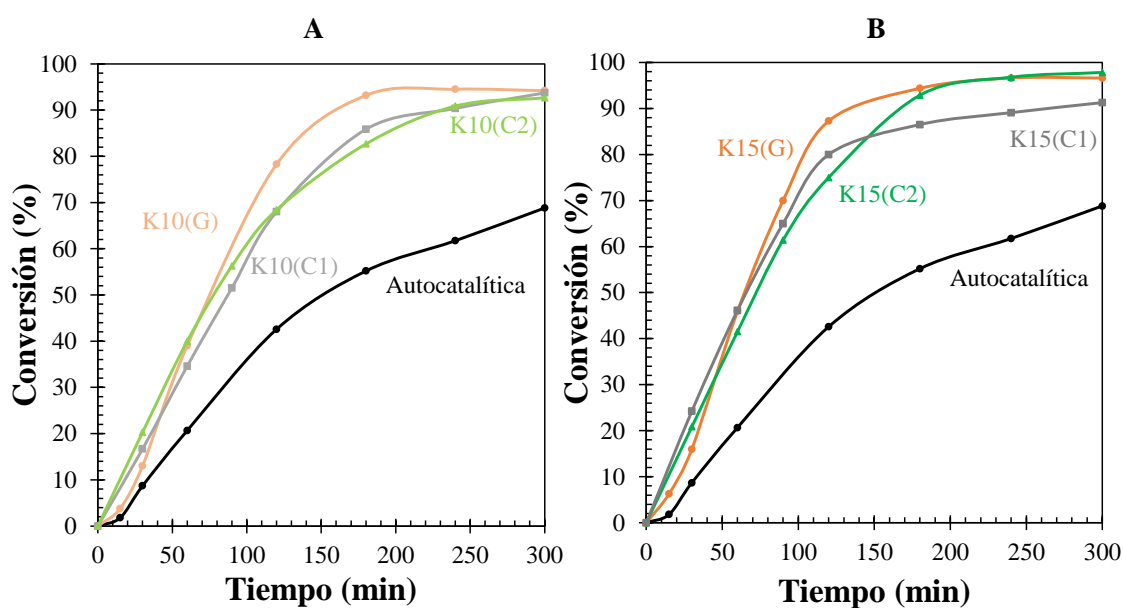 A
100
90
80
70
60
50
40
30
20
10
0
Conversión (%)
K10(C2)
K10(G)
K10(C1)
Autocatalítica
0
50
100
150
200
250
300
Tiempo (min)
B
100
90
80
70
60
50
40
30
20
10
0
Conversión (%)
K15(G)
K15(C1)
K15(C2)
Autocatalítica
0
50
100
150
200
250
300
Tiempo (min)